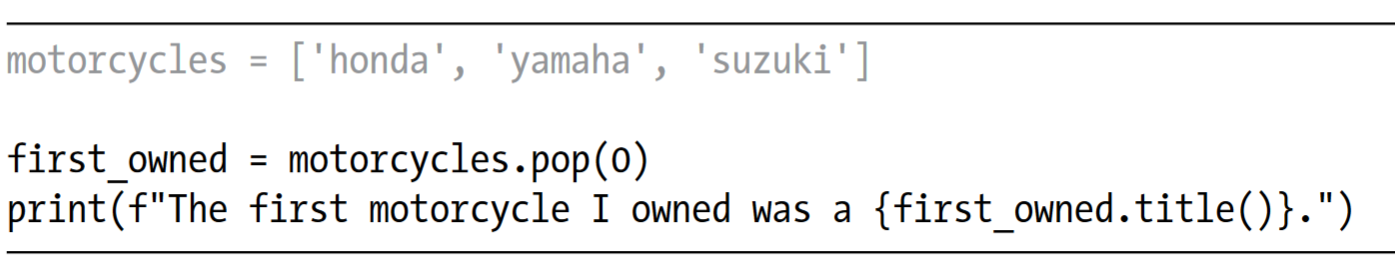 motorcycles = ['honda', 'yamaha', 'suzuki']
first_owned = motorcycles.pop(0)
print(f"The first motorcycle I owned was a {first_owned.title()}.")